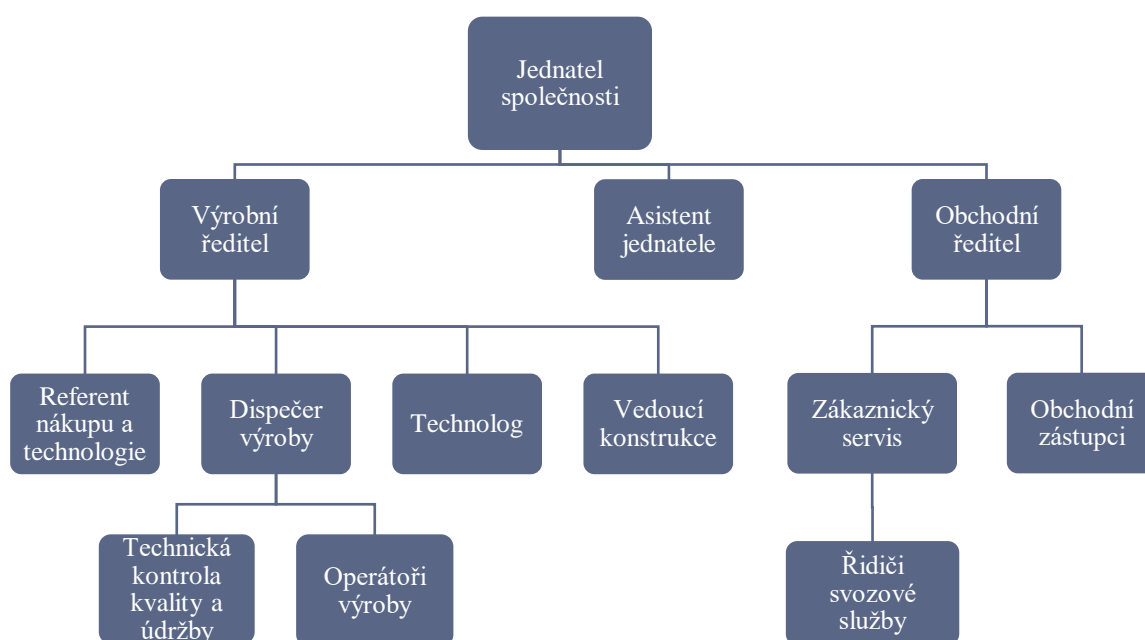 Jednatel
společnosti
Výrobní
ředitel
Asistent
jednatele
Obchodní
ředitel
Referent
nákupu a
technologie
Dispečer
výroby
Technolog
Vedoucí
konstrukce
Zákaznický
servis
Obchodní
zástupci
Technická
kontrola
kvality a
údržby
Operátoři
výroby
Řidiči
svozové
služby